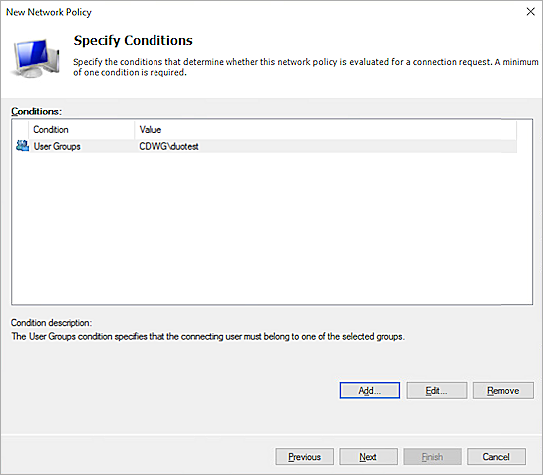 New Network Policy
Specify Conditions
Specify the conditions that determine whether this network policy is evaluated for a connection request. A minimum
of one condition is required.
Conditions:
Condition Value
User Groups CDWG\duotest
Condition description:
The User Groups condition specifies that the connecting user must belong to one of the selected groups.
Add... Edit... Remove
Previous Next Finish Cancel